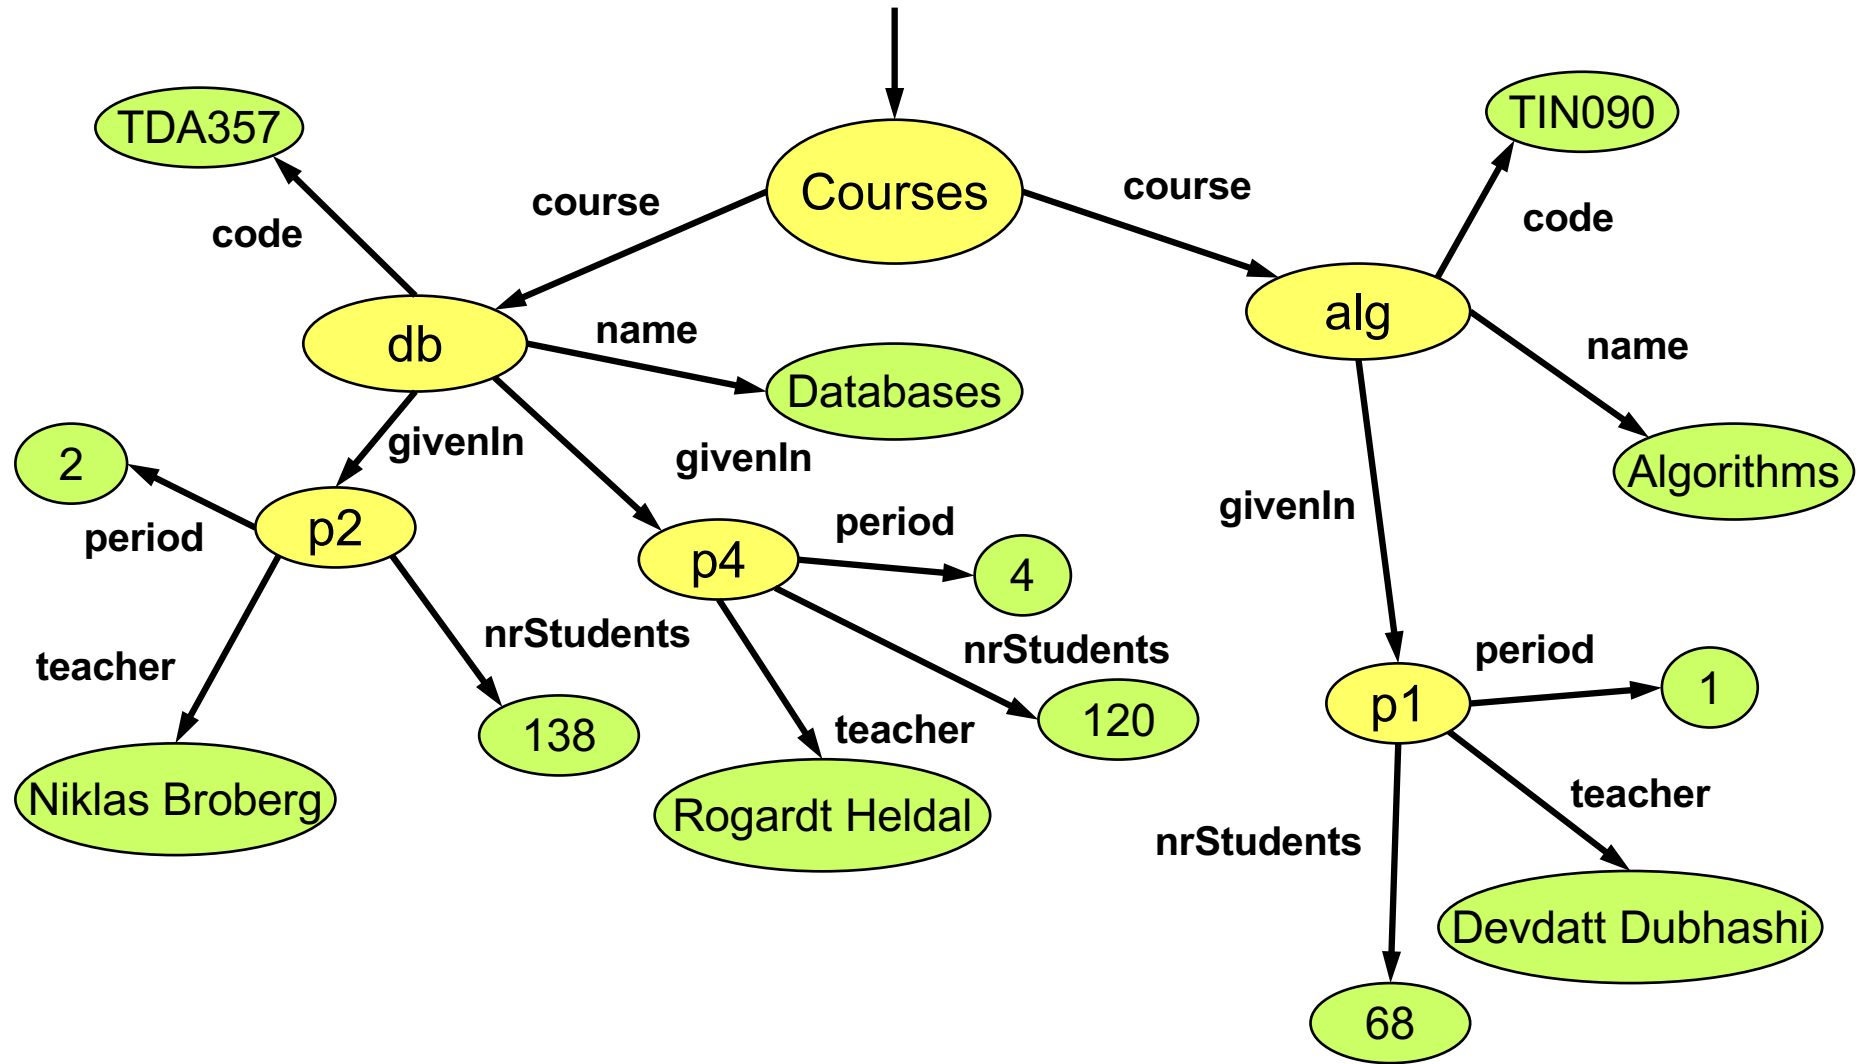 TDA357
TIN090
Courses
course
course
code
code
db
name
alg
name
Databases
Algorithms
givenIn
givenIn
givenIn
2
period
p2
p4
period
4
nrStudents
nrStudents
teacher
teacher
138
120
period
p1
1
Niklas Broberg
Rogardt Heldal
teacher
nrStudents
Devdatt Dubhashi
68